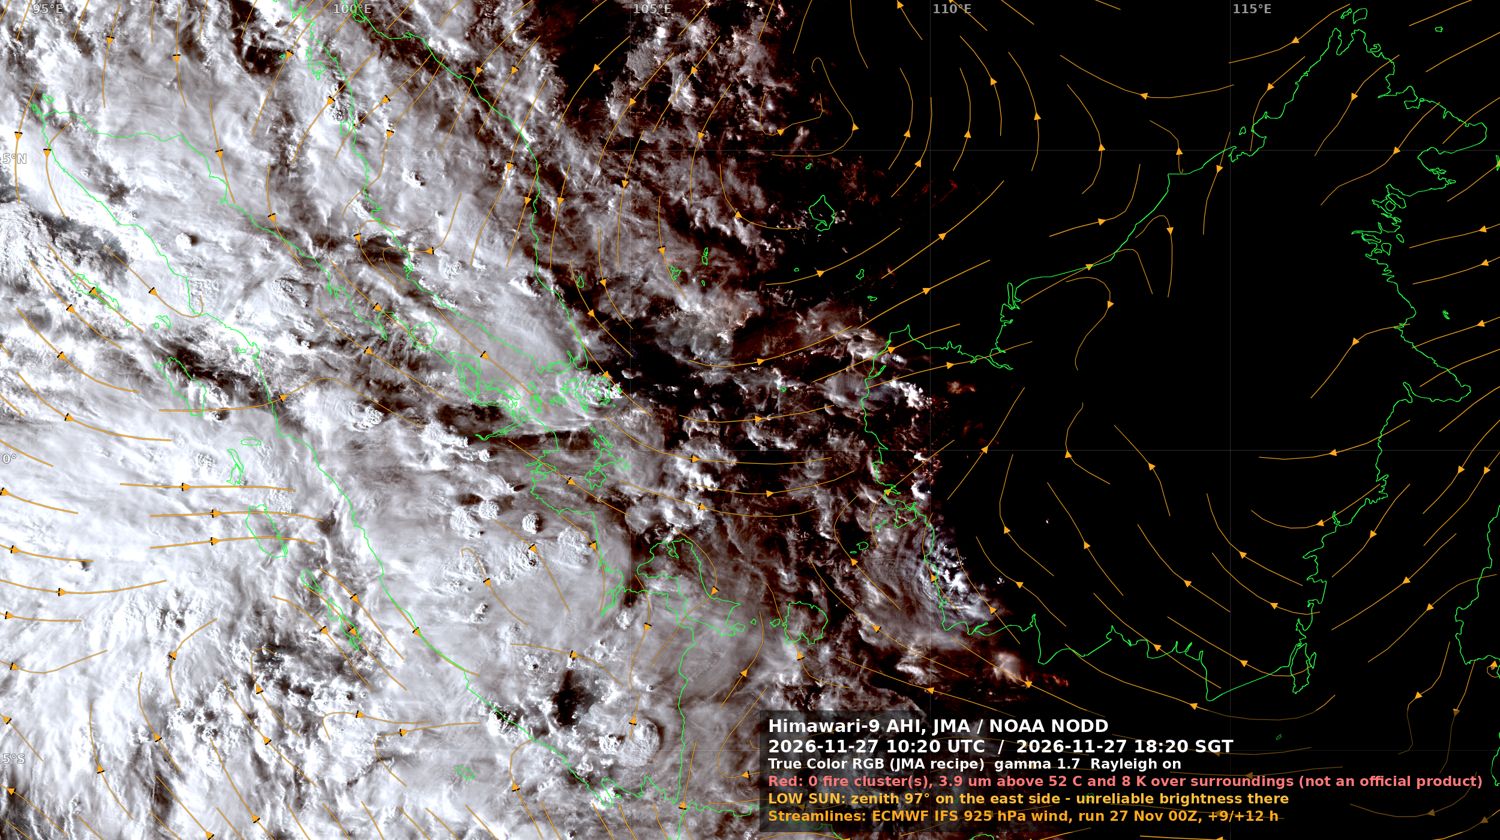 95°E 100°E 105°E 110°E 115°E
5°N
0°
5°S
Himawari-9 AHI, JMA / NOAA NODD
2026-11-27 10:20 UTC / 2026-11-27 18:20 SGT
True Color RGB (JMA recipe) gamma 1.7 Rayleigh on
Red: 0 fire cluster(s), 3.9 um above 52 C and 8 K over surroundings (not an official product)
LOW SUN: zenith 97° on the east side - unreliable brightness there
Streamlines: ECMWF IFS 925 hPa wind, run 27 Nov 00Z, +9/+12 h